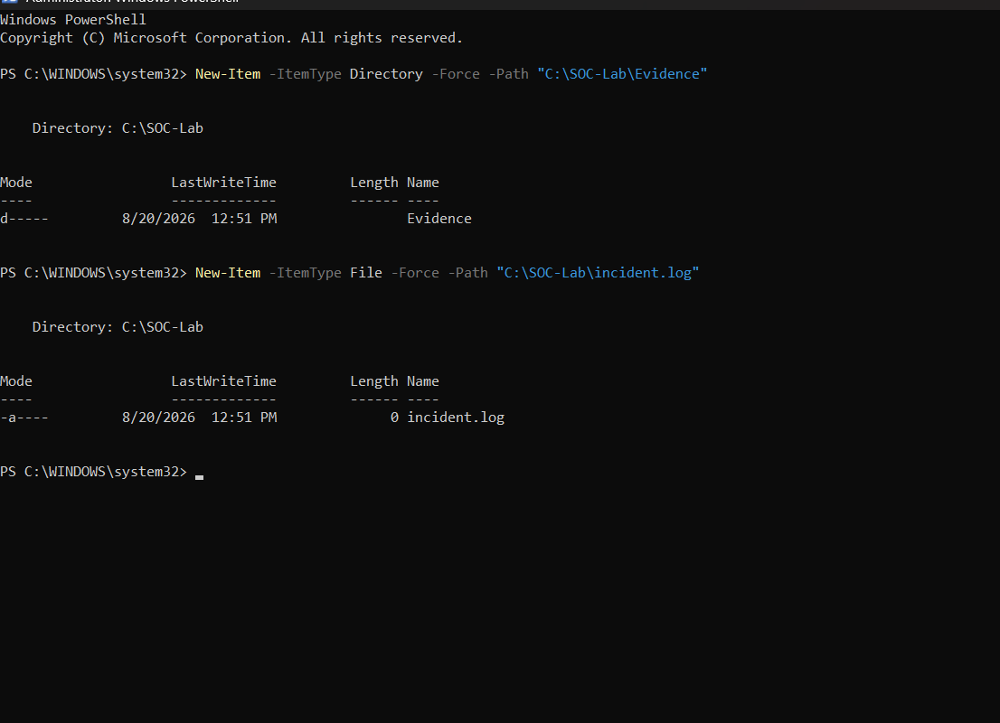 Administrator: Windows PowerShell
Windows PowerShell
Copyright (C) Microsoft Corporation. All rights reserved.
PS C:\WINDOWS\system32> New-Item -ItemType Directory -Force -Path "C:\SOC-Lab\Evidence"
Directory: C:\SOC-Lab
Mode                 LastWriteTime         Length Name
----                 -------------         ------ ----
d-----         8/20/2026  12:51 PM                Evidence
PS C:\WINDOWS\system32> New-Item -ItemType File -Force -Path "C:\SOC-Lab\incident.log"
Directory: C:\SOC-Lab
Mode                 LastWriteTime         Length Name
----                 -------------         ------ ----
-a----         8/20/2026  12:51 PM              0 incident.log
PS C:\WINDOWS\system32>